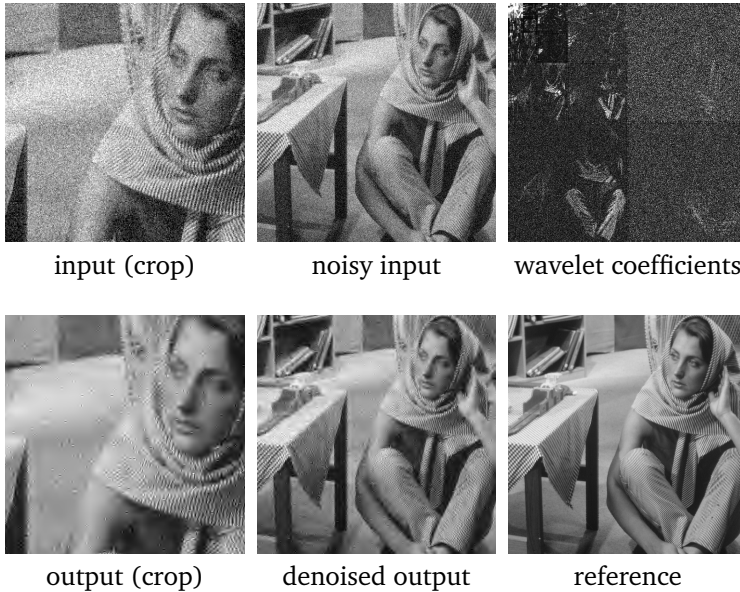 input (crop)
noisy input
wavelet coefficients
output (crop)
denoised output
reference